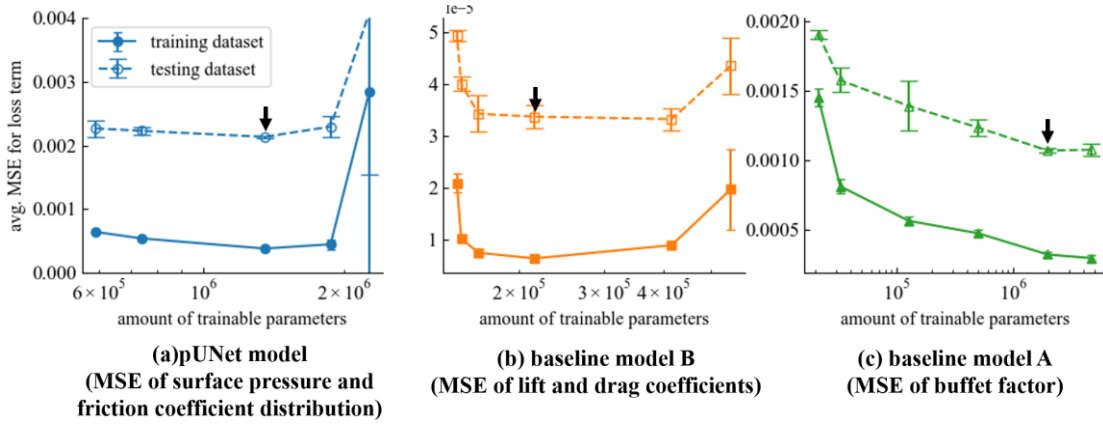 avg. MSE for loss term
0.004
0.003
0.002
0.001
0.000
training dataset
testing dataset
6 × 10⁵
10⁶
2 × 10⁶
amount of trainable parameters
(a)pUNet model
(MSE of surface pressure and
friction coefficient distribution)
1e-5
5
4
3
2
1
2 × 10⁵
3 × 10⁵
4 × 10⁵
amount of trainable parameters
(b) baseline model B
(MSE of lift and drag coefficients)
0.0020
0.0015
0.0010
0.0005
10⁵
10⁶
amount of trainable parameters
(c) baseline model A
(MSE of buffet factor)